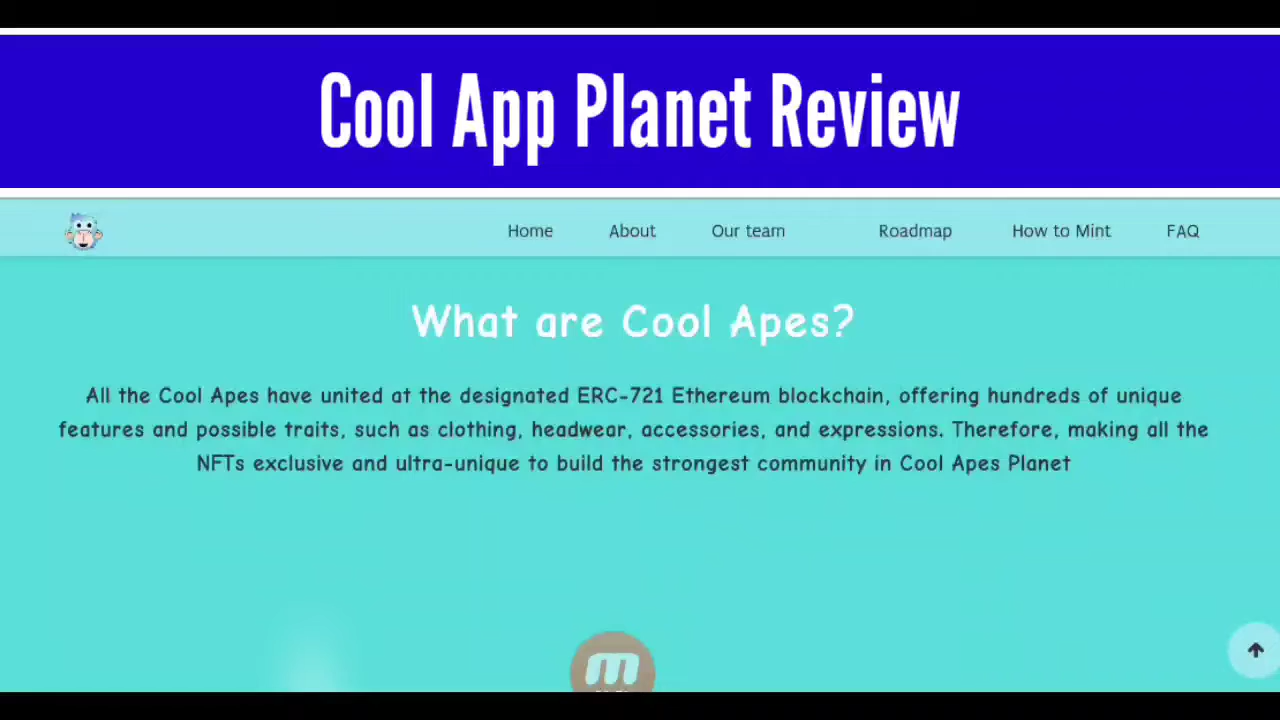 Cool App Planet Review
Home About Our team Roadmap How to Mint FAQ
What are Cool Apes?
All the Cool Apes have united at the designated ERC-721 Ethereum blockchain, offering hundreds of unique
features and possible traits, such as clothing, headwear, accessories, and expressions. Therefore, making all the
NFTs exclusive and ultra-unique to build the strongest community in Cool Apes Planet
m